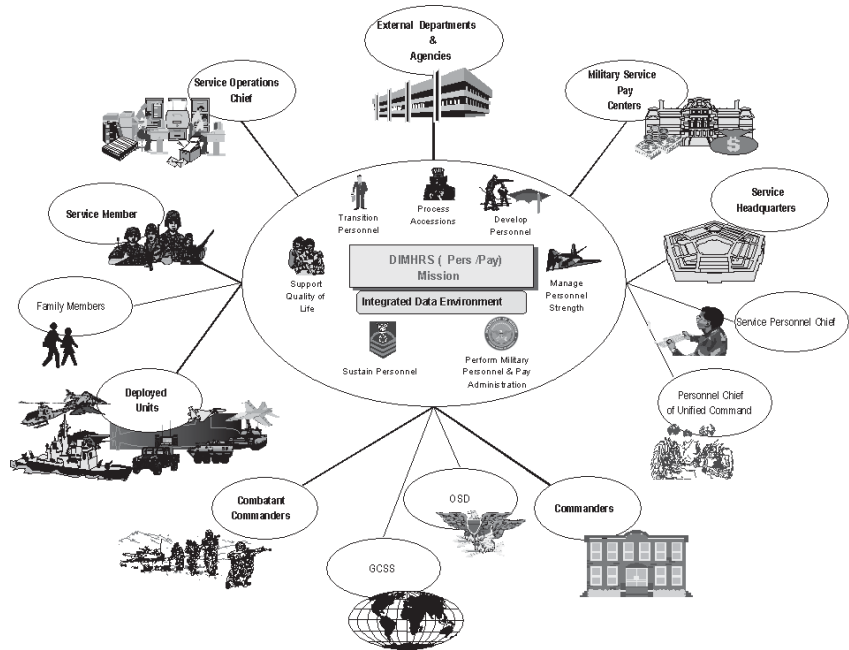 External Departments
&
Agencies
Service Operations
Chief
Military Service
Pay
Centers
$
Service Member
Service
Headquarters
Transition
Personnel
Process
Accessions
Develop
Personnel
DIMHRS ( Pers /Pay)
Mission
Integrated Data Environment
Support
Quality of
Life
Manage
Personnel
Strength
Sustain Personnel
Perform Military
Personnel & Pay
Administration
Family Members
Service Personnel Chief
Deployed
Units
Personnel Chief
of Unified Command
Combatant
Commanders
OSD
Commanders
GCSS